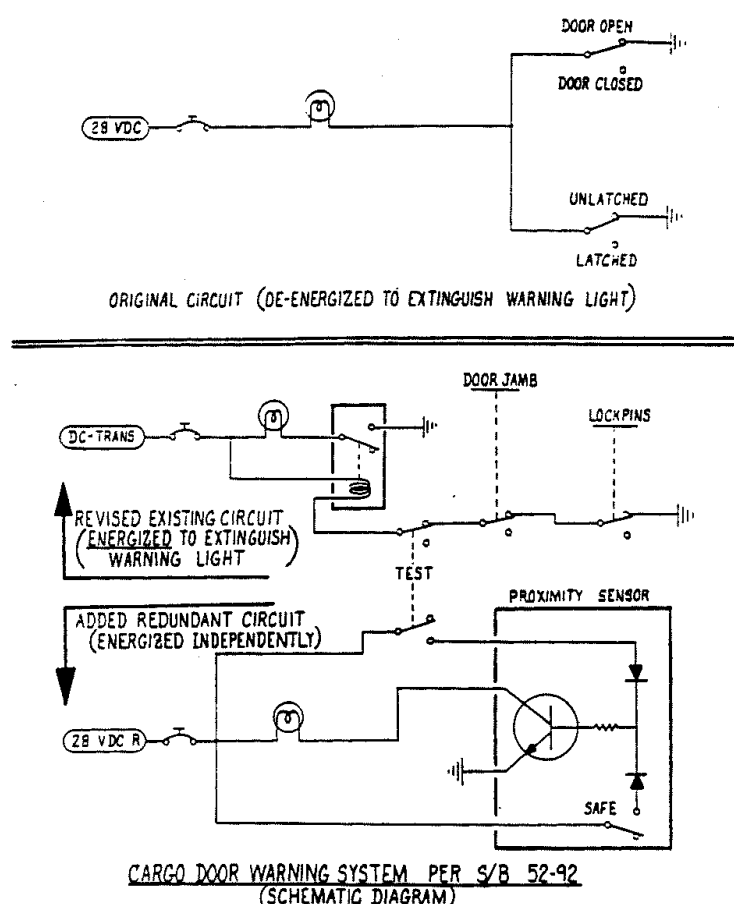 DOOR OPEN
DOOR CLOSED
28 VDC
UNLATCHED
LATCHED
ORIGINAL CIRCUIT (DE-ENERGIZED TO EXTINGUISH WARNING LIGHT)
DOOR JAMB
LOCKPINS
DC-TRANS
REVISED EXISTING CIRCUIT
(ENERGIZED TO EXTINGUISH
WARNING LIGHT)
TEST
PROXIMITY SENSOR
ADDED REDUNDANT CIRCUIT
(ENERGIZED INDEPENDENTLY)
28 VDC R
SAFE
CARGO DOOR WARNING SYSTEM PER S/B 52-92
(SCHEMATIC DIAGRAM)